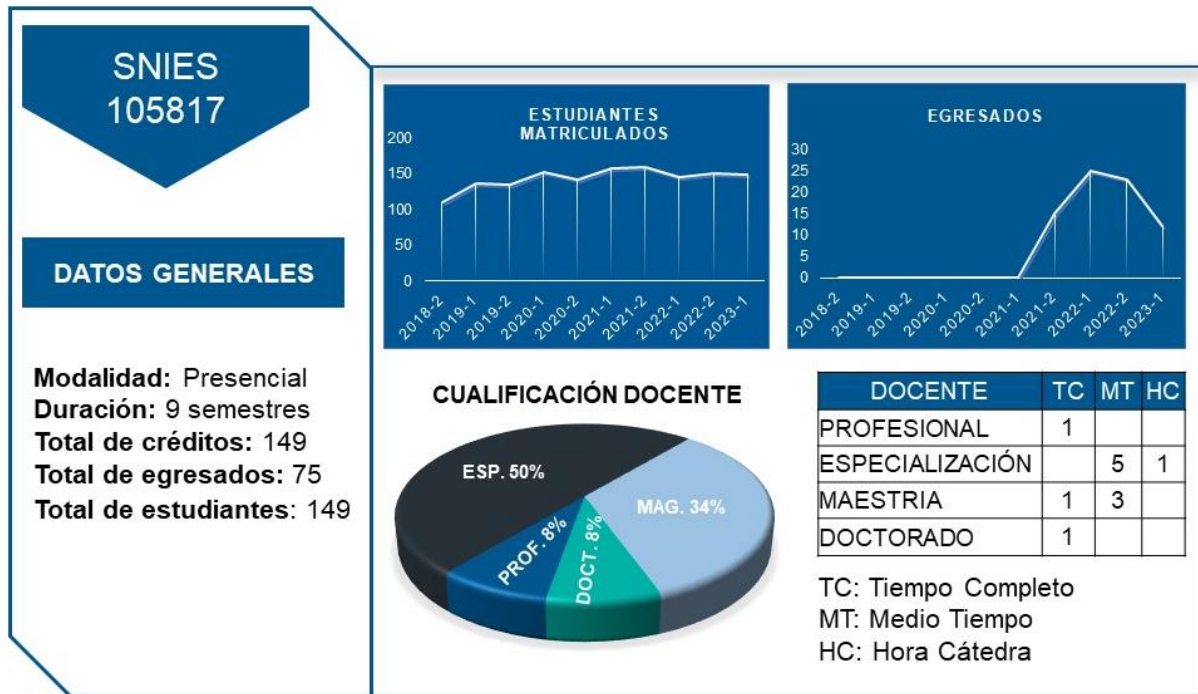 SNIES
105817
DATOS GENERALES
Modalidad: Presencial
Duración: 9 semestres
Total de créditos: 149
Total de egresados: 75
Total de estudiantes: 149
ESTUDIANTES
MATRICULADOS
200
150
100
50
0
2018-2 2019-1 2019-2 2020-1 2020-2 2021-1 2021-2 2022-1 2022-2 2023-1
EGRESADOS
30
25
20
15
10
5
0
2018-2 2019-1 2019-2 2020-1 2020-2 2021-1 2021-2 2022-1 2022-2 2023-1
CUALIFICACIÓN DOCENTE
ESP. 50%
MAG. 34%
PROF. 8%
DOCT. 8%
DOCENTE TC MT HC
PROFESIONAL 1
ESPECIALIZACIÓN 5 1
MAESTRIA 1 3
DOCTORADO 1
TC: Tiempo Completo
MT: Medio Tiempo
HC: Hora Cátedra